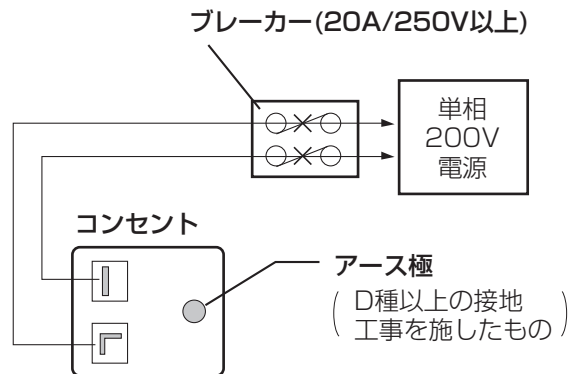 ブレーカー(20A/250V以上)
単相
200V
電源
コンセント
アース極
( D種以上の接地
工事を施したもの )